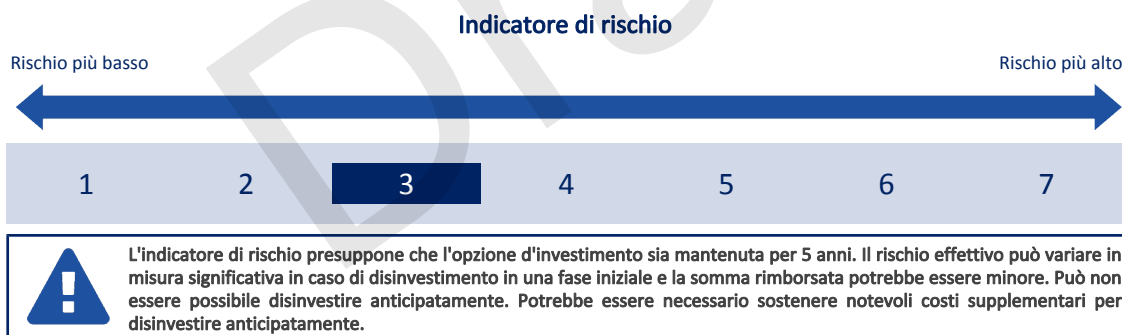 Indicatore di rischio
Rischio più basso
Rischio più alto
1 2 3 4 5 6 7
L'indicatore di rischio presuppone che l'opzione d'investimento sia mantenuta per 5 anni. Il rischio effettivo può variare in
misura significativa in caso di disinvestimento in una fase iniziale e la somma rimborsata potrebbe essere minore. Può non
essere possibile disinvestire anticipatamente. Potrebbe essere necessario sostenere notevoli costi supplementari per
disinvestire anticipatamente.